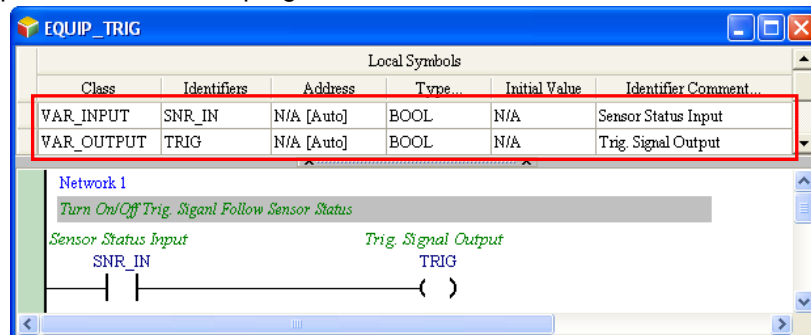 EQUIP_TRIG
Local Symbols
Class Identifiers Address Type... Initial Value Identifier Comment...
VAR_INPUT SNR_IN N/A [Auto] BOOL N/A Sensor Status Input
VAR_OUTPUT TRIG N/A [Auto] BOOL N/A Trig. Signal Output
Network 1
Turn On/Off Trig. Siganl Follow Sensor Status
Sensor Status Input Trig. Signal Output
SNR_IN TRIG